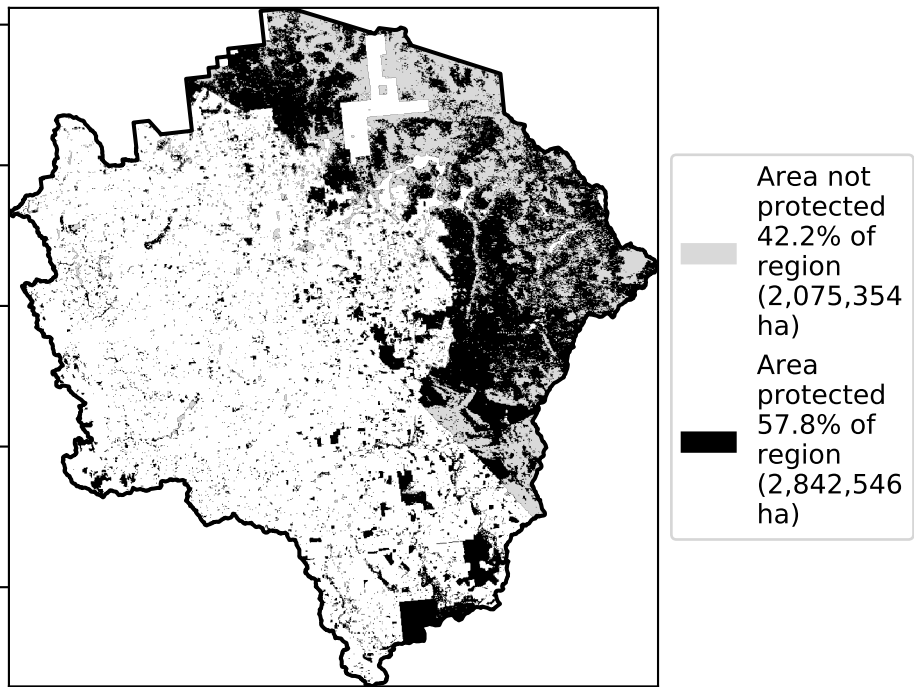 Area not
protected
42.2% of
region
(2,075,354
ha)
Area
protected
57.8% of
region
(2,842,546
ha)